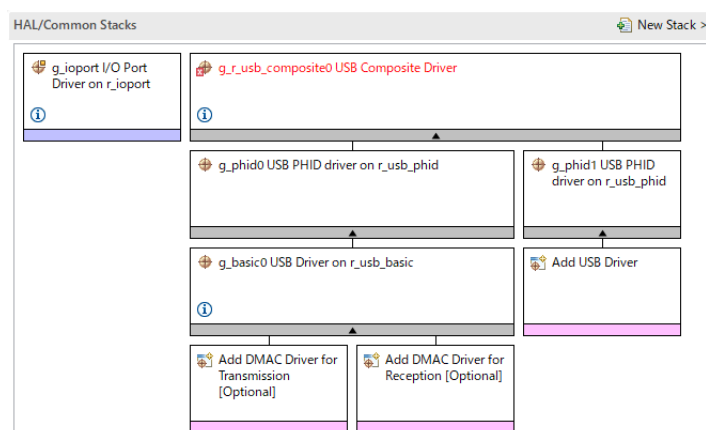 HAL/Common Stacks
New Stack >
g_ioport I/O Port
Driver on r_ioport
g_r_usb_composite0 USB Composite Driver
g_phid0 USB PHID driver on r_usb_phid
g_phid1 USB PHID
driver on r_usb_phid
g_basic0 USB Driver on r_usb_basic
Add USB Driver
Add DMAC Driver for
Transmission
[Optional]
Add DMAC Driver for
Reception [Optional]